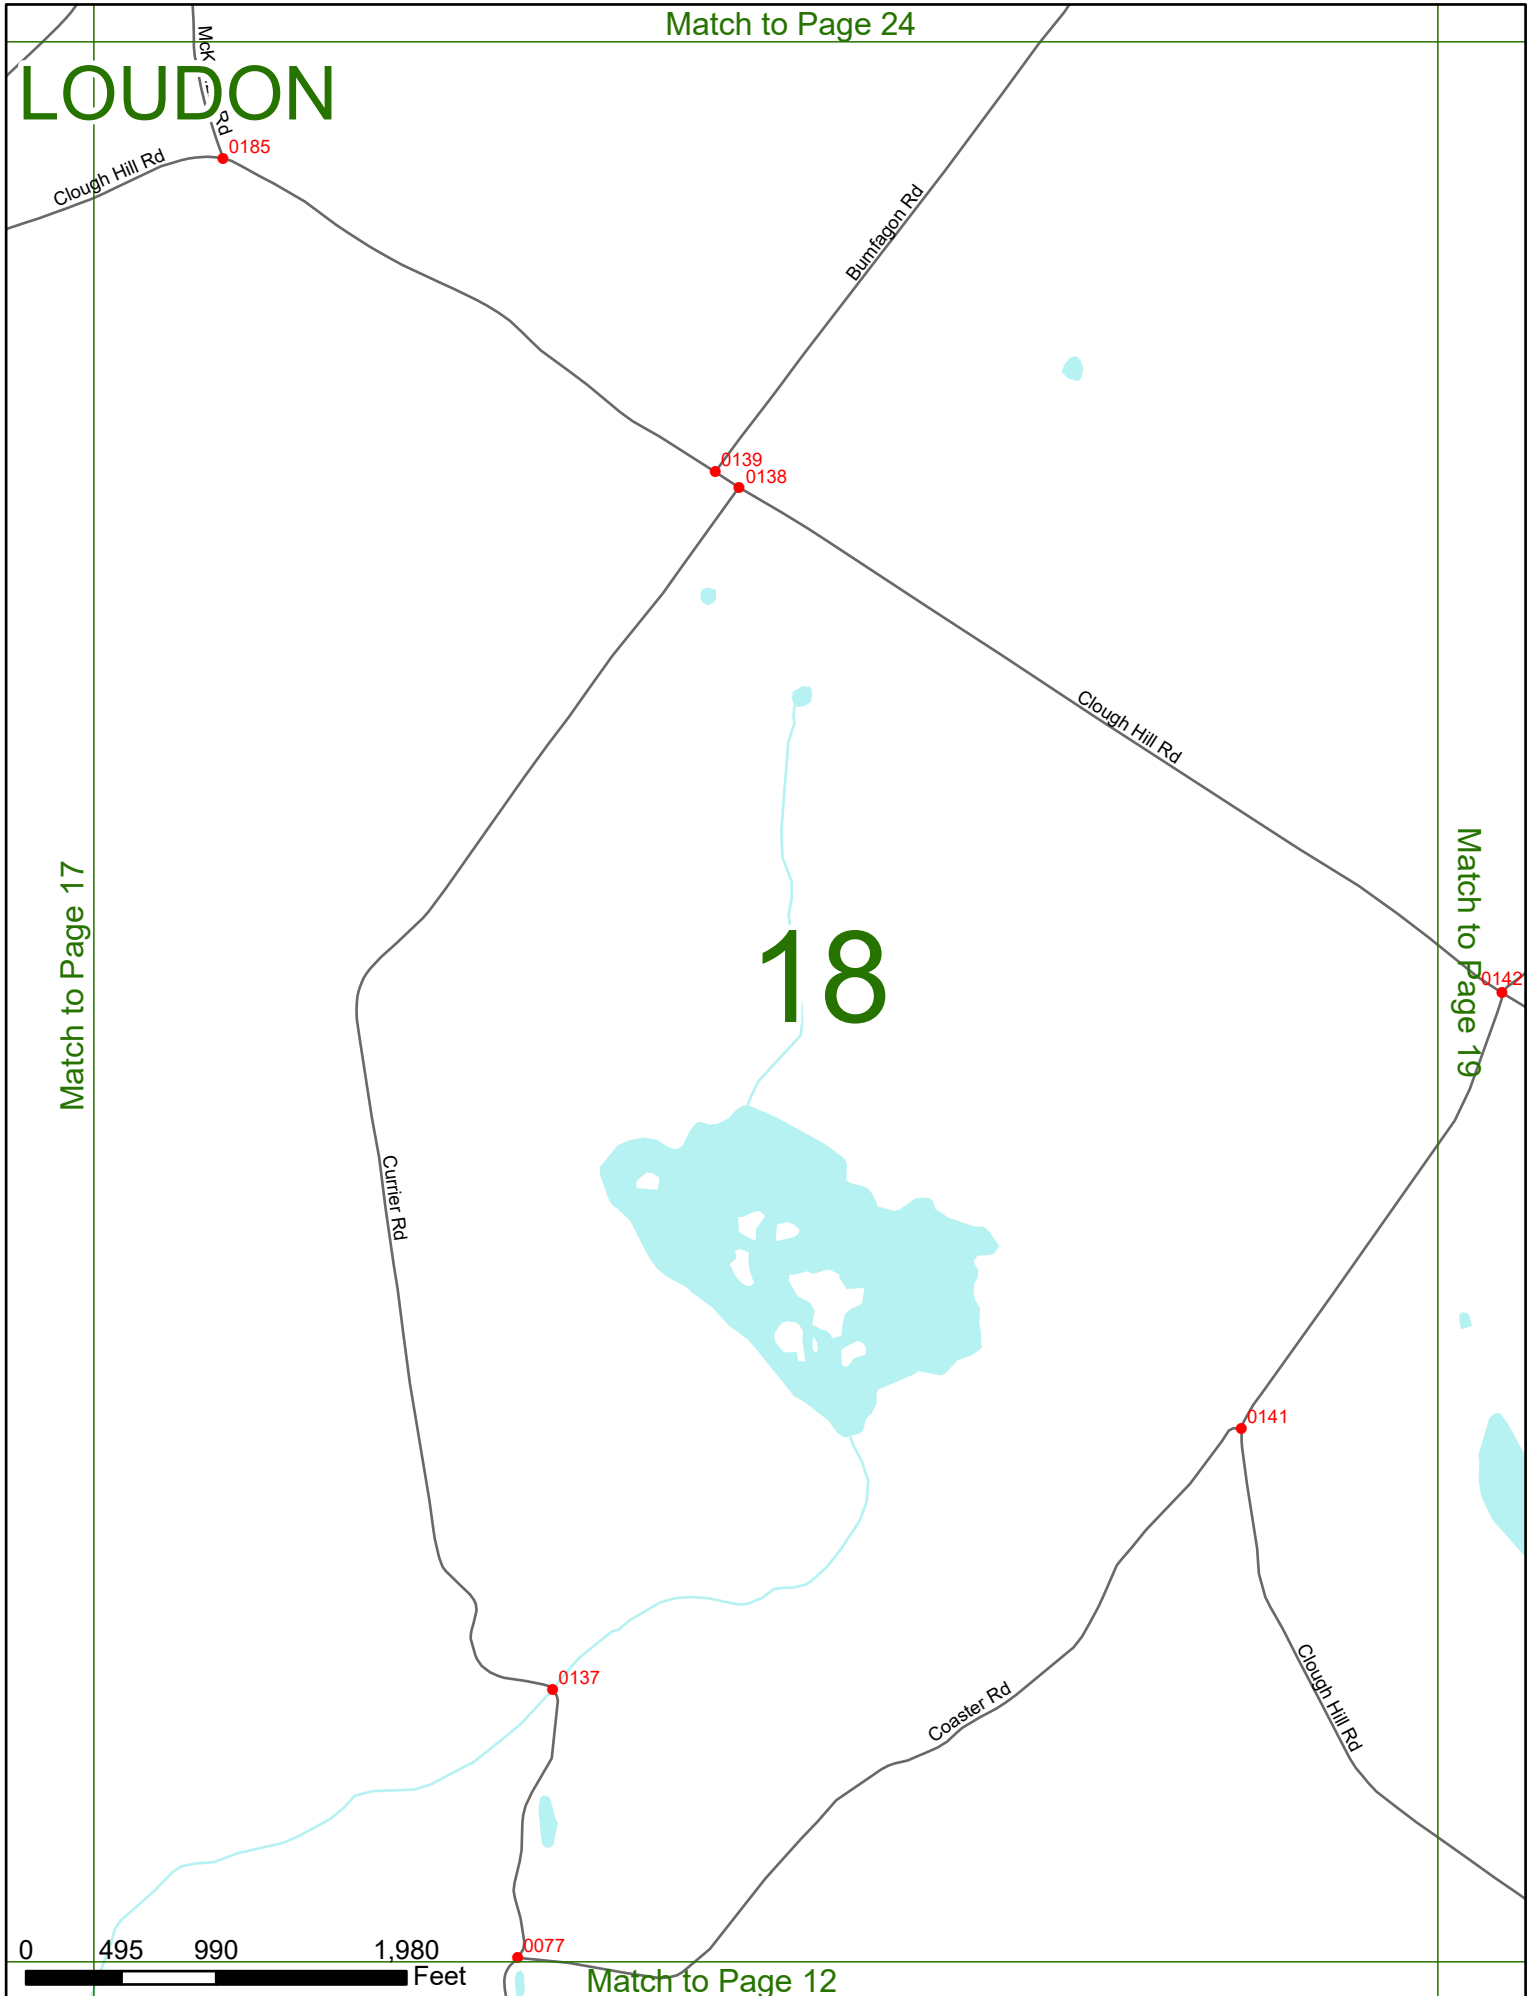 Match to Page 24
LOUDON
Rd
0185
Clough Hill Rd
Bumfagon Rd
0139
0138
Clough Hill Rd
Match to Page 17
Match to Page 19
18
0142
Currier Rd
0141
0137
Clough Hill Rd
Coaster Rd
0077
0 495 990 1,980
Feet
Match to Page 12